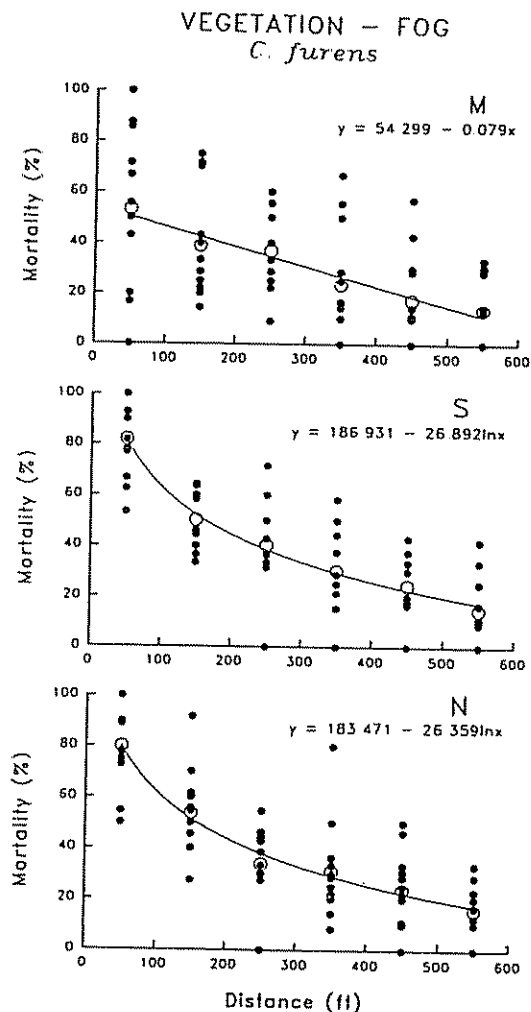 VEGETATION – FOG
C. furens
M
y = 54 299 – 0.079x
Mortality (%)
100
80
60
40
20
0
0 100 200 300 400 500 600
S
y = 186 931 – 26.892lnx
Mortality (%)
100
80
60
40
20
0
0 100 200 300 400 500 600
N
y = 183 471 – 26 359lnx
Mortality (%)
100
80
60
40
20
0
0 100 200 300 400 500 600
Distance (ft)